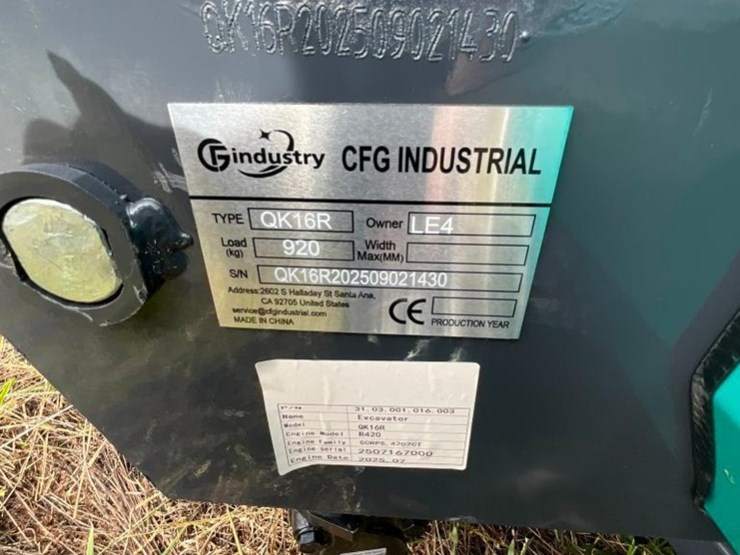 QK16R202509021430
CFGindustry CFG INDUSTRIAL
TYPE QK16R Owner LE4
Load (kg) 920 Width Max(MM)
S/N QK16R202509021430
Address:2602 S Halladay St Santa Ana,
CA 92705 United States
service@cfgindustrial.com
MADE IN CHINA CE PRODUCTION YEAR
31.03.001.016.003
Name Excavator
Model QK16R
Engine Model R420
Engine Family
Engine Serial 2507167000
Engine Date 2025.07